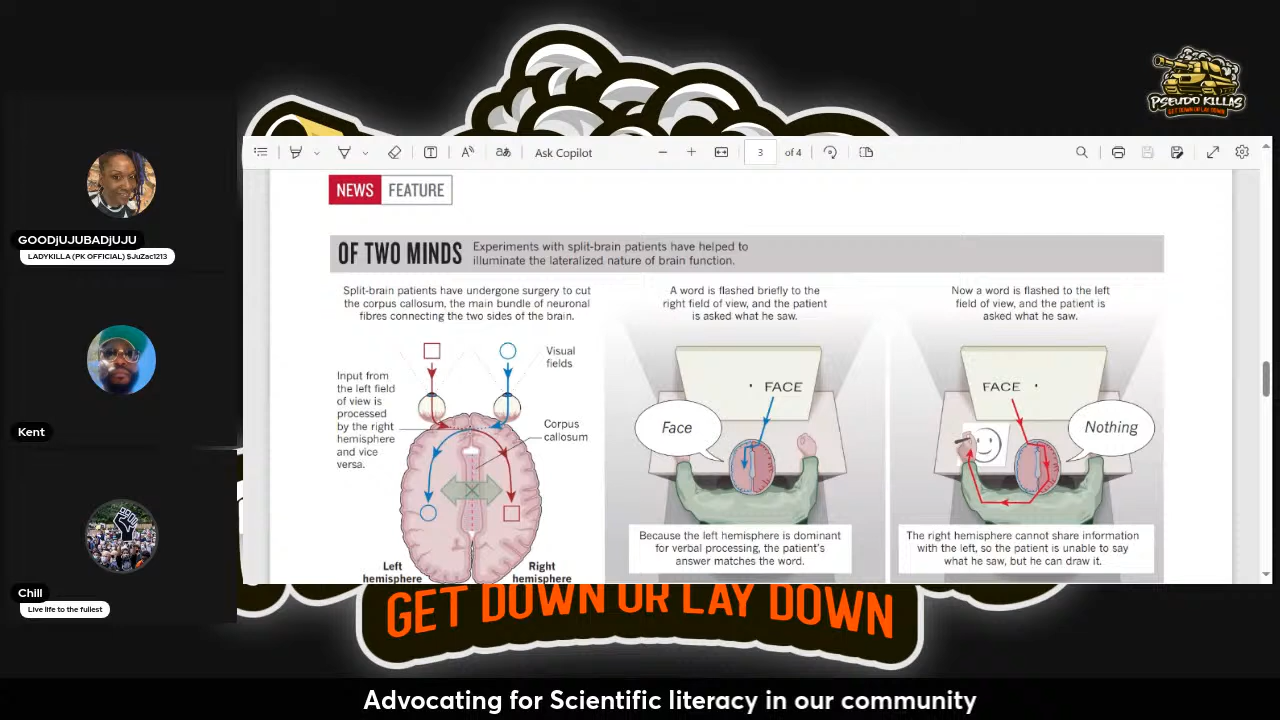 PSEUDO KILLAS
GET DOWN OR LAY DOWN
Ask Copilot
3
of 4
NEWS FEATURE
OF TWO MINDS
Experiments with split-brain patients have helped to
illuminate the lateralized nature of brain function.
Split-brain patients have undergone surgery to cut
the corpus callosum, the main bundle of neuronal
fibres connecting the two sides of the brain.
Visual
fields
Input from
the left field
of view is
processed
by the right
hemisphere
and vice
versa.
Corpus
callosum
Left
hemisphere
Right
hemisphere
A word is flashed briefly to the
right field of view, and the patient
is asked what he saw.
FACE
Face
Because the left hemisphere is dominant
for verbal processing, the patient's
answer matches the word.
Now a word is flashed to the left
field of view, and the patient is
asked what he saw.
FACE
Nothing
The right hemisphere cannot share information
with the left, so the patient is unable to say
what he saw, but he can draw it.
GOODjUJUBADjUJU
LADYKILLA (PK OFFICIAL) $JuZac1213
Kent
Chill
Live life to the fullest
GET DOWN OR LAY DOWN
Advocating for Scientific literacy in our community